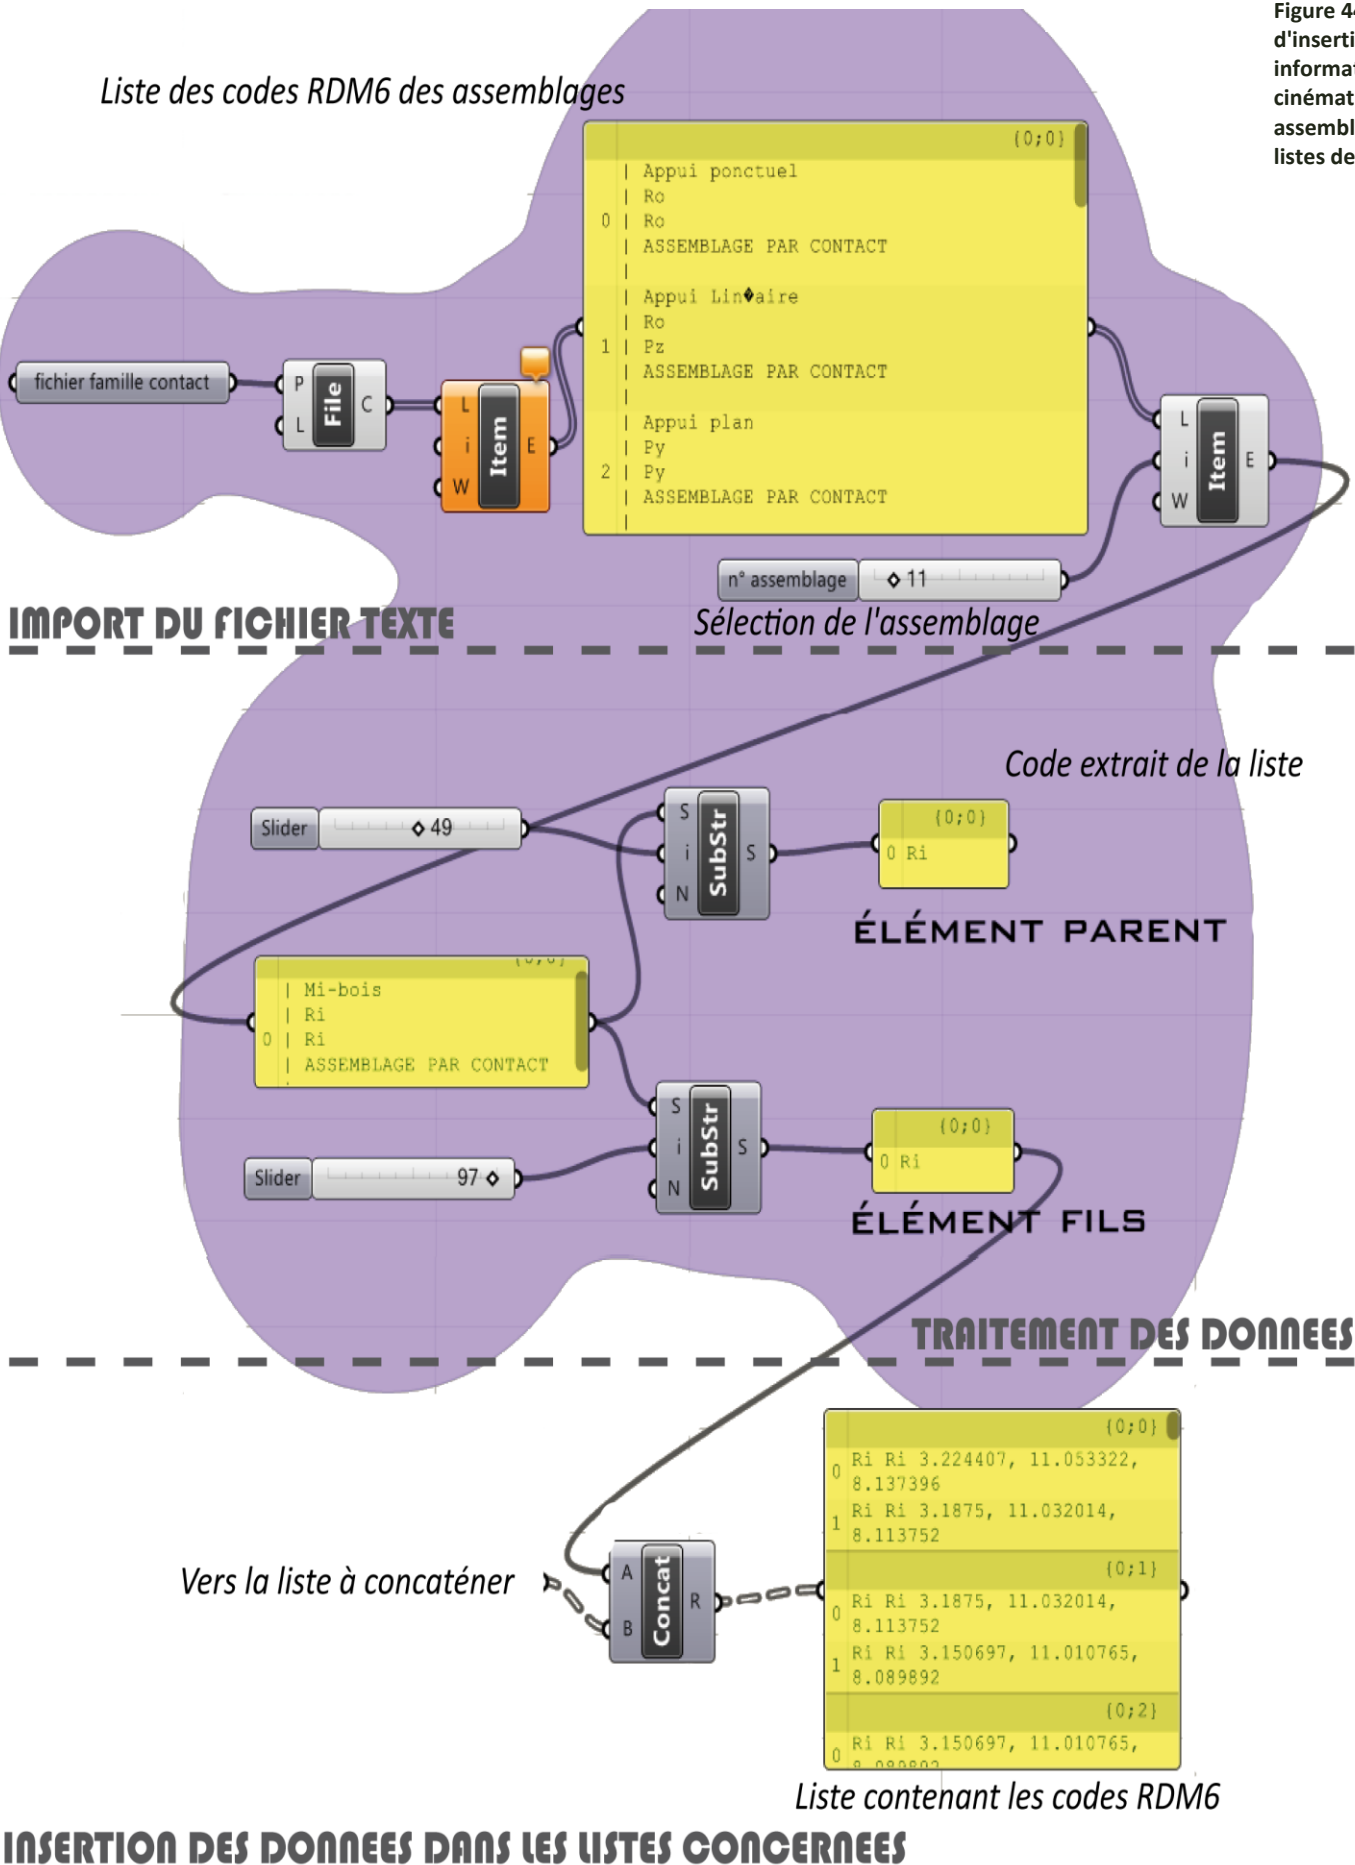 Figure 44
d'inserti
informat
cinémat
assembl
listes de
Liste des codes RDM6 des assemblages
{0;0}
Appui ponctuel
Ro
0 Ro
ASSEMBLAGE PAR CONTACT
Appui Lin�aire
Ro
1 Pz
ASSEMBLAGE PAR CONTACT
Appui plan
Py
2 Py
ASSEMBLAGE PAR CONTACT
fichier famille contact
P
L
File
C
L
i
W
Item
E
L
i
W
Item
E
n° assemblage
11
Sélection de l'assemblage
IMPORT DU FICHIER TEXTE
Code extrait de la liste
Slider
49
S
i
N
SubStr
S
{0;0}
0 Ri
ÉLÉMENT PARENT
{0;0}
Mi-bois
Ri
0 Ri
ASSEMBLAGE PAR CONTACT
Slider
97
S
i
N
SubStr
S
{0;0}
0 Ri
ÉLÉMENT FILS
TRAITEMENT DES DONNEES
Vers la liste à concaténer
A
B
Concat
R
{0;0}
0 Ri Ri 3.224407, 11.053322,
8.137396
1 Ri Ri 3.1875, 11.032014,
8.113752
{0;1}
0 Ri Ri 3.1875, 11.032014,
8.113752
1 Ri Ri 3.150697, 11.010765,
8.089892
{0;2}
0 Ri Ri 3.150697, 11.010765,
8.089892
Liste contenant les codes RDM6
INSERTION DES DONNEES DANS LES LISTES CONCERNEES